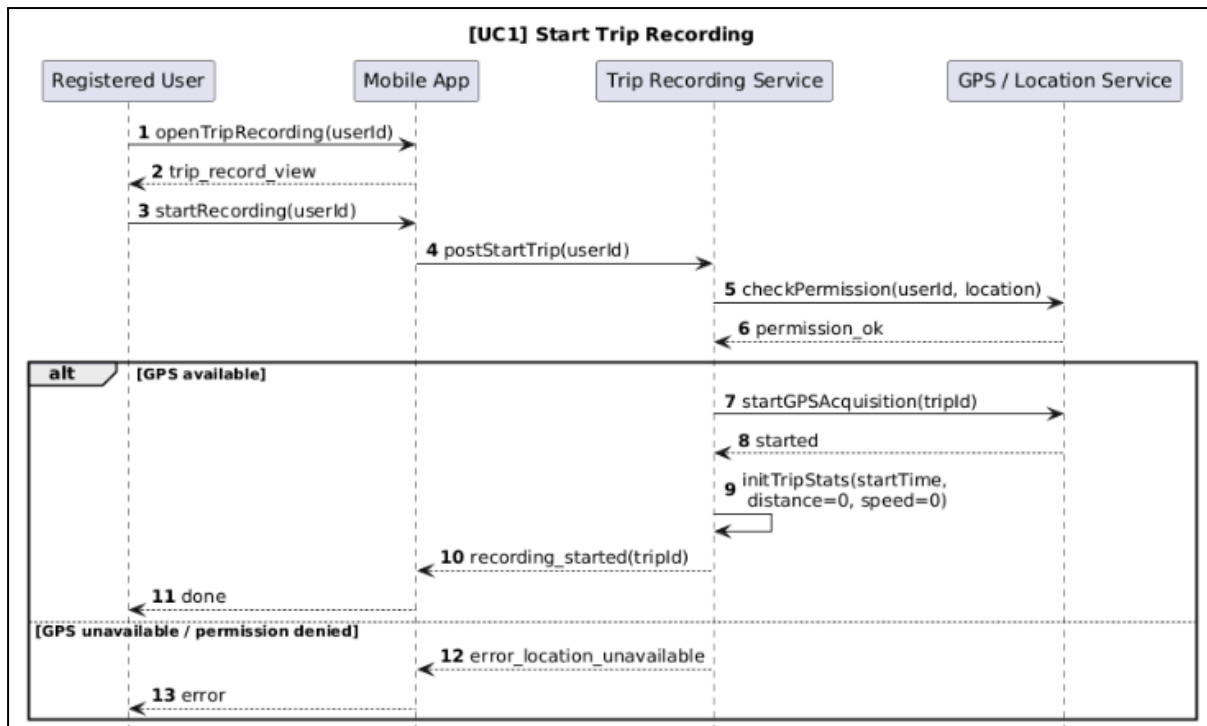 [UC1] Start Trip Recording
Registered User
Mobile App
Trip Recording Service
GPS / Location Service
1 openTripRecording(userId)
2 trip_record_view
3 startRecording(userId)
4 postStartTrip(userId)
5 checkPermission(userId, location)
6 permission_ok
alt [GPS available]
7 startGPSAcquisition(tripId)
8 started
9 initTripStats(startTime,
distance=0, speed=0)
10 recording_started(tripId)
11 done
[GPS unavailable / permission denied]
12 error_location_unavailable
13 error